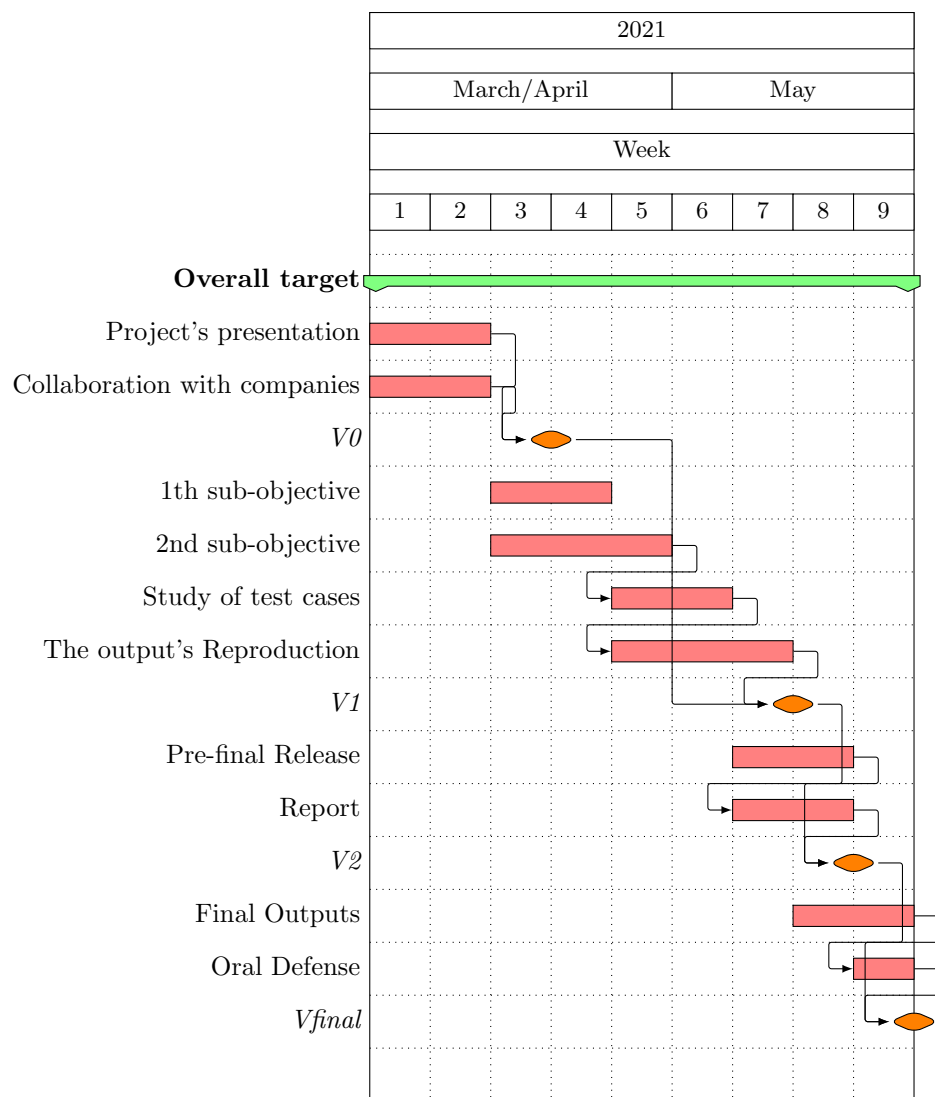 2021
March/April May
Week
1 2 3 4 5 6 7 8 9
Overall target
Project's presentation
Collaboration with companies
V0
1th sub-objective
2nd sub-objective
Study of test cases
The output's Reproduction
V1
Pre-final Release
Report
V2
Final Outputs
Oral Defense
Vfinal